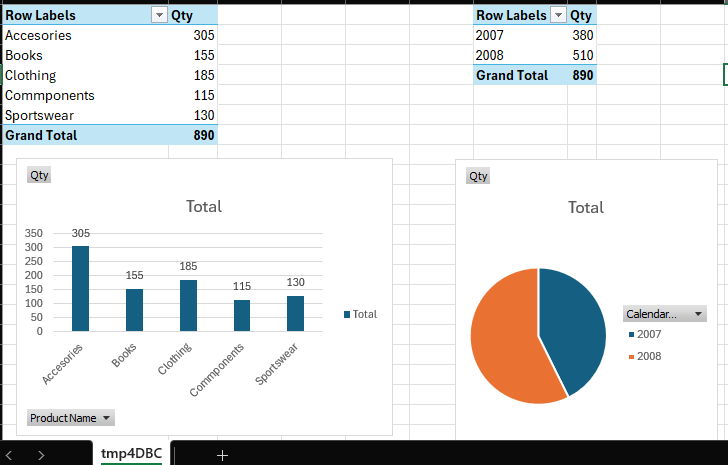 Row Labels Qty
Accesories 305
Books 155
Clothing 185
Commponents 115
Sportswear 130
Grand Total 890
Row Labels Qty
2007 380
2008 510
Grand Total 890
Qty
Total
350
300
250
200
150
100
50
0
305
155
185
115
130
Accesories
Books
Clothing
Commponents
Sportswear
Total
Product Name
Qty
Total
Calendar...
2007
2008
tmp4DBC